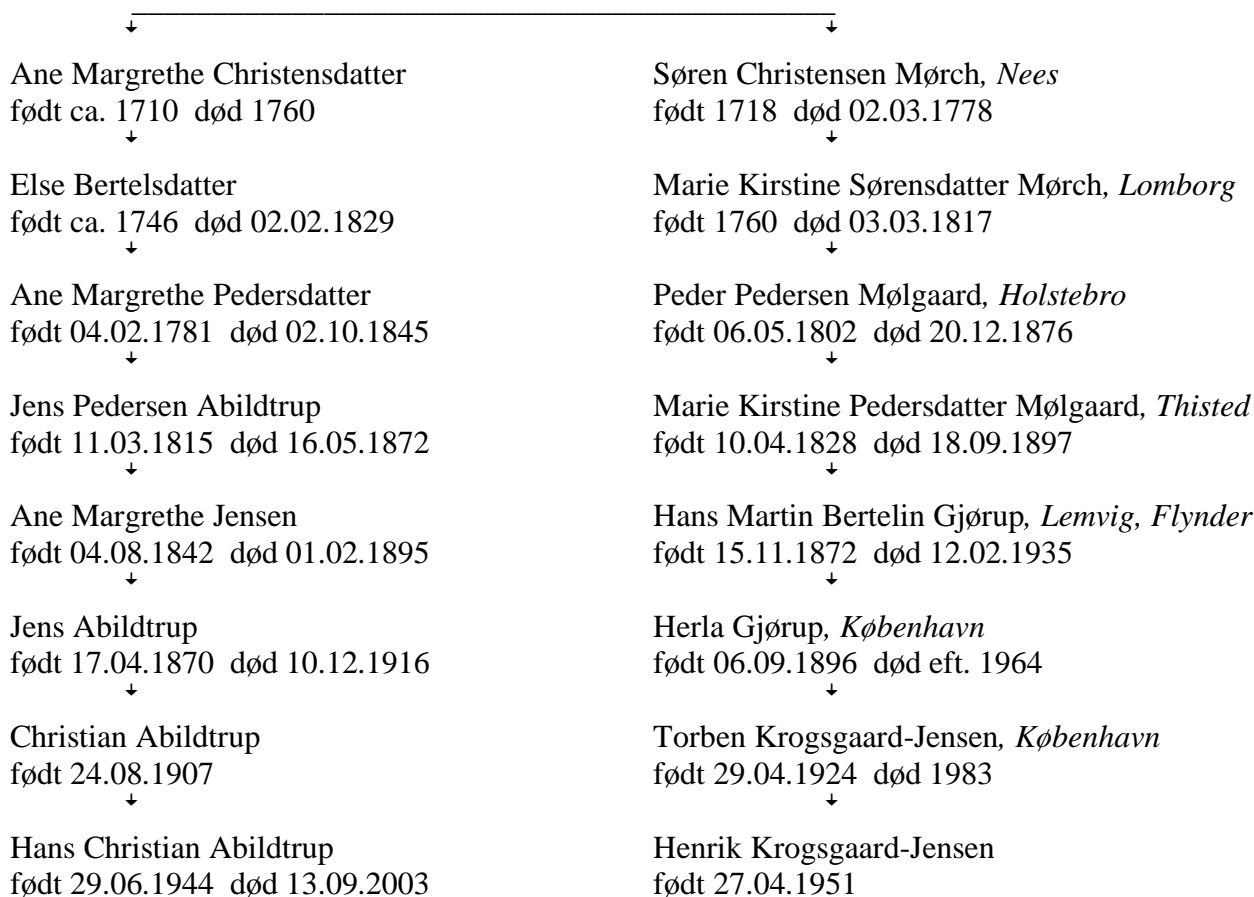 Ane Margrethe Christensdatter
født ca. 1710 død 1760
Else Bertelsdatter
født ca. 1746 død 02.02.1829
Ane Margrethe Pedersdatter
født 04.02.1781 død 02.10.1845
Jens Pedersen Abildtrup
født 11.03.1815 død 16.05.1872
Ane Margrethe Jensen
født 04.08.1842 død 01.02.1895
Jens Abildtrup
født 17.04.1870 død 10.12.1916
Christian Abildtrup
født 24.08.1907
Hans Christian Abildtrup
født 29.06.1944 død 13.09.2003
Søren Christensen Mørch, Nees
født 1718 død 02.03.1778
Marie Kirstine Sørensdatter Mørch, Lomborg
født 1760 død 03.03.1817
Peder Pedersen Mølgaard, Holstebro
født 06.05.1802 død 20.12.1876
Marie Kirstine Pedersdatter Mølgaard, Thisted
født 10.04.1828 død 18.09.1897
Hans Martin Bertelin Gjørup, Lemvig, Flynder
født 15.11.1872 død 12.02.1935
Herla Gjørup, København
født 06.09.1896 død eft. 1964
Torben Krogsgaard-Jensen, København
født 29.04.1924 død 1983
Henrik Krogsgaard-Jensen
født 27.04.1951